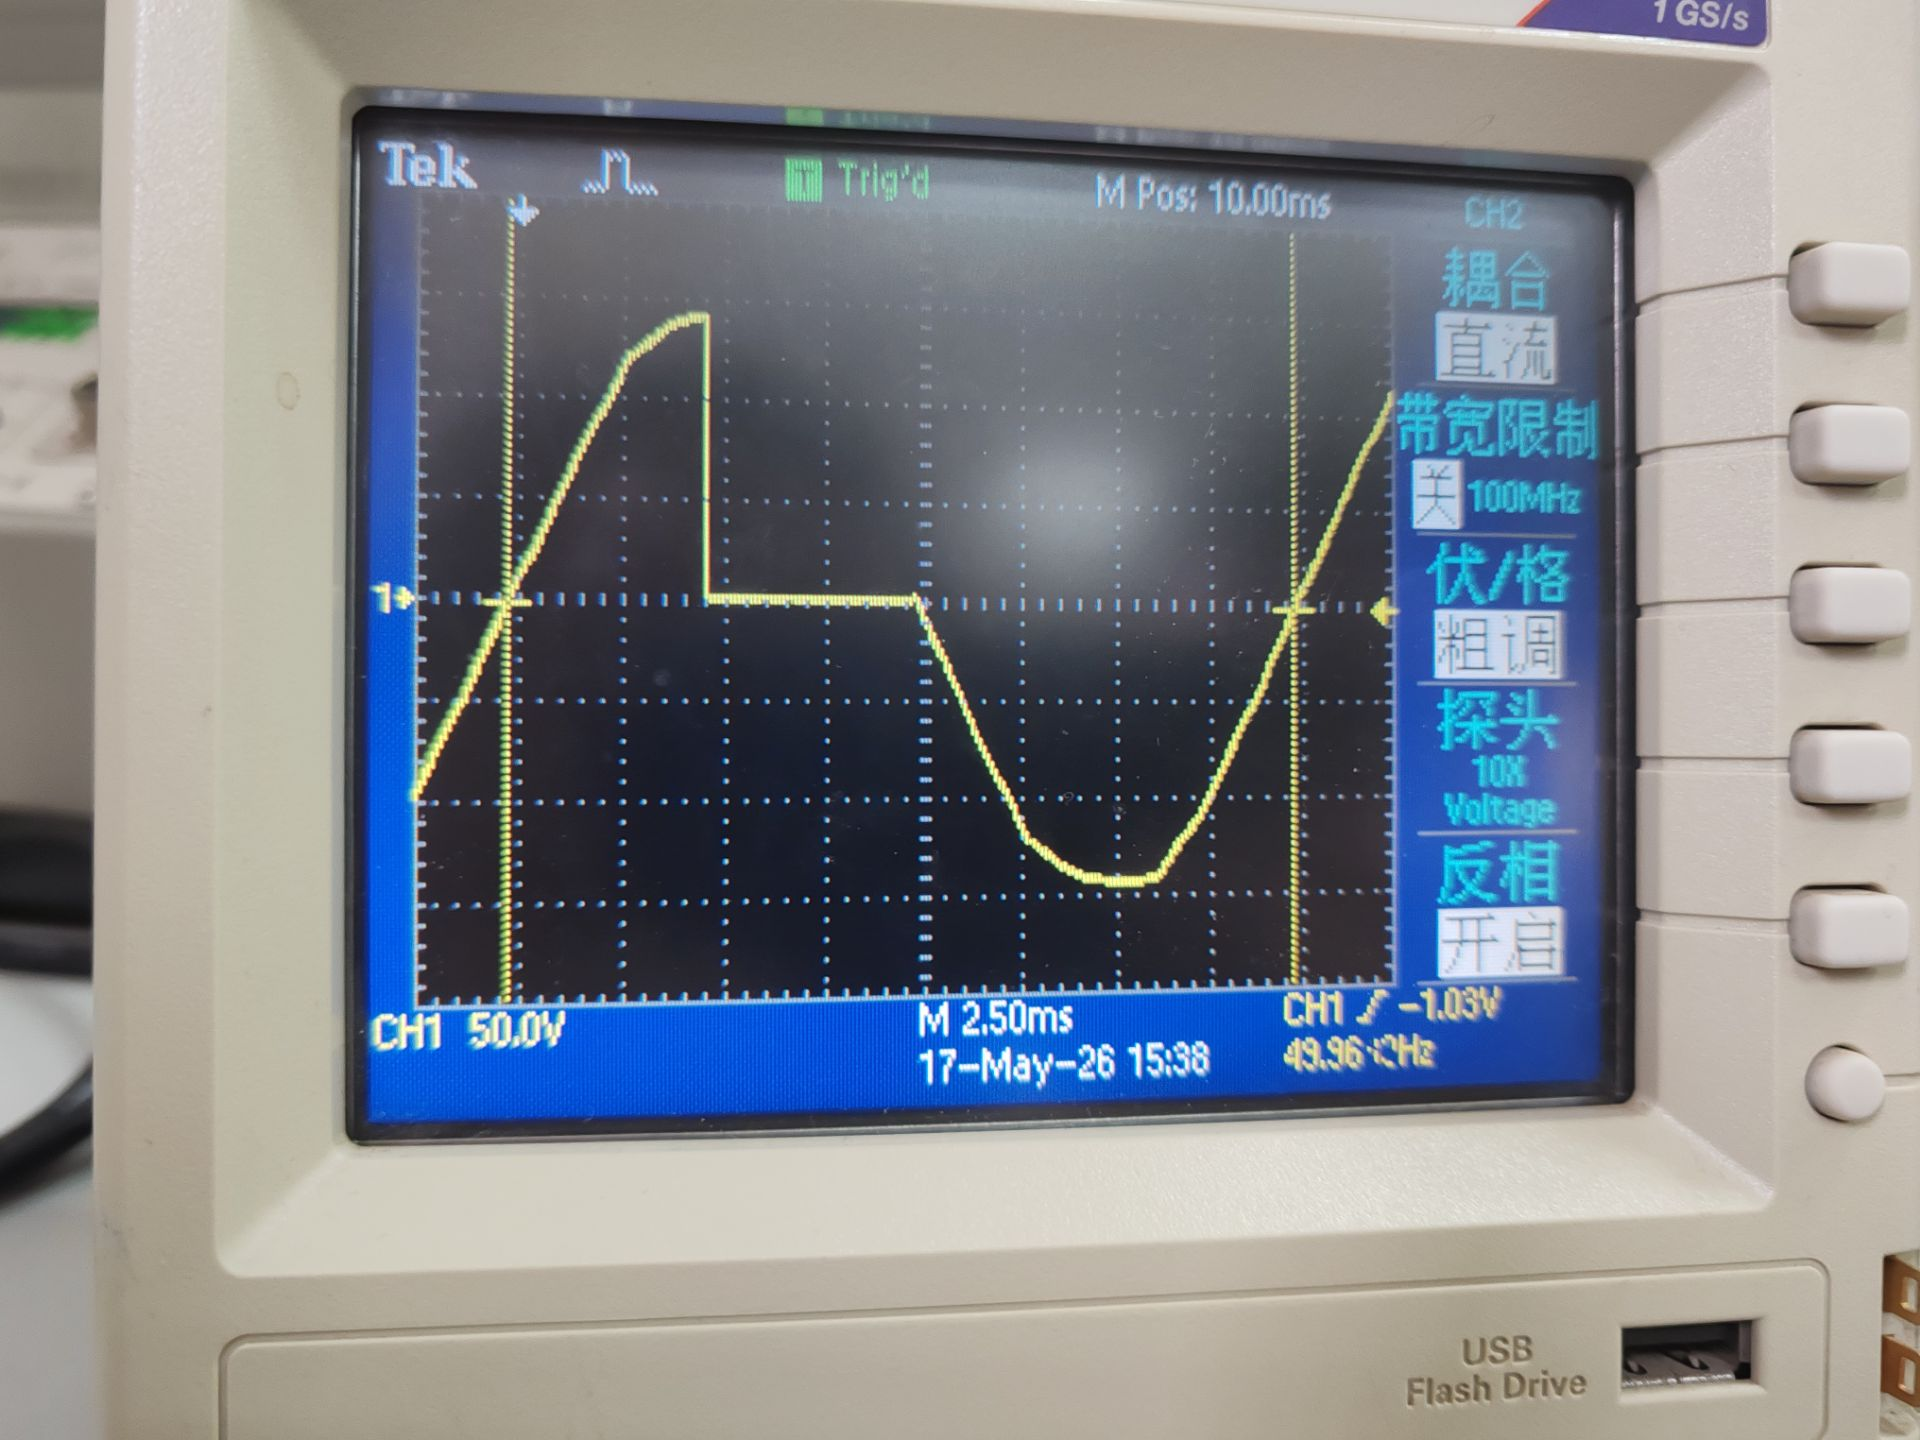 1 GS/s
Tek
Trig'd
M Pos: 10.00ms
CH2
耦合
直流
带宽限制
关 100MHz
伏/格
粗调
探头
10X
Voltage
反相
开启
1
CH1 50.0V
M 2.50ms
CH1 -1.03V
17-May-26 15:38
USB
Flash Drive